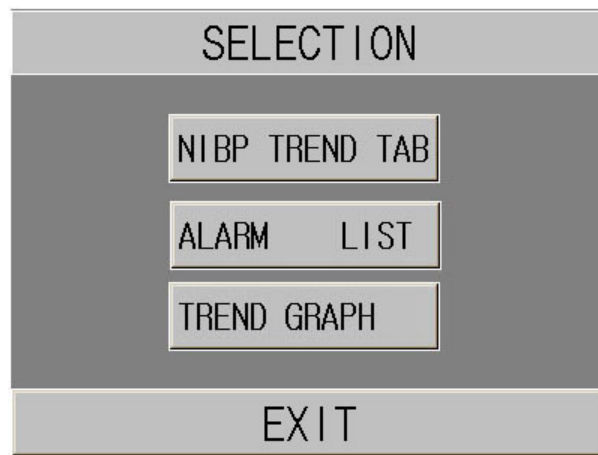 SELECTION
NIBP TREND TAB
ALARM LIST
TREND GRAPH
EXIT